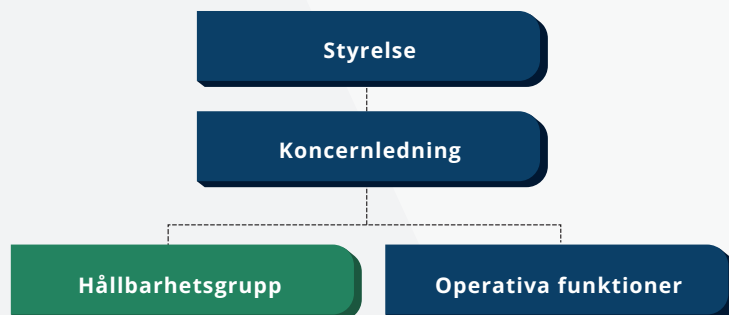 Styrelse
Koncernledning
Hållbarhetsgrupp
Operativa funktioner